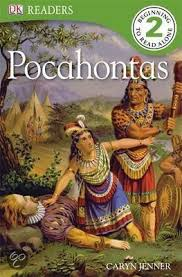 DK READERS
BEGINNING
2
TO READ ALONE
Pocahontas
CARYN JENNER